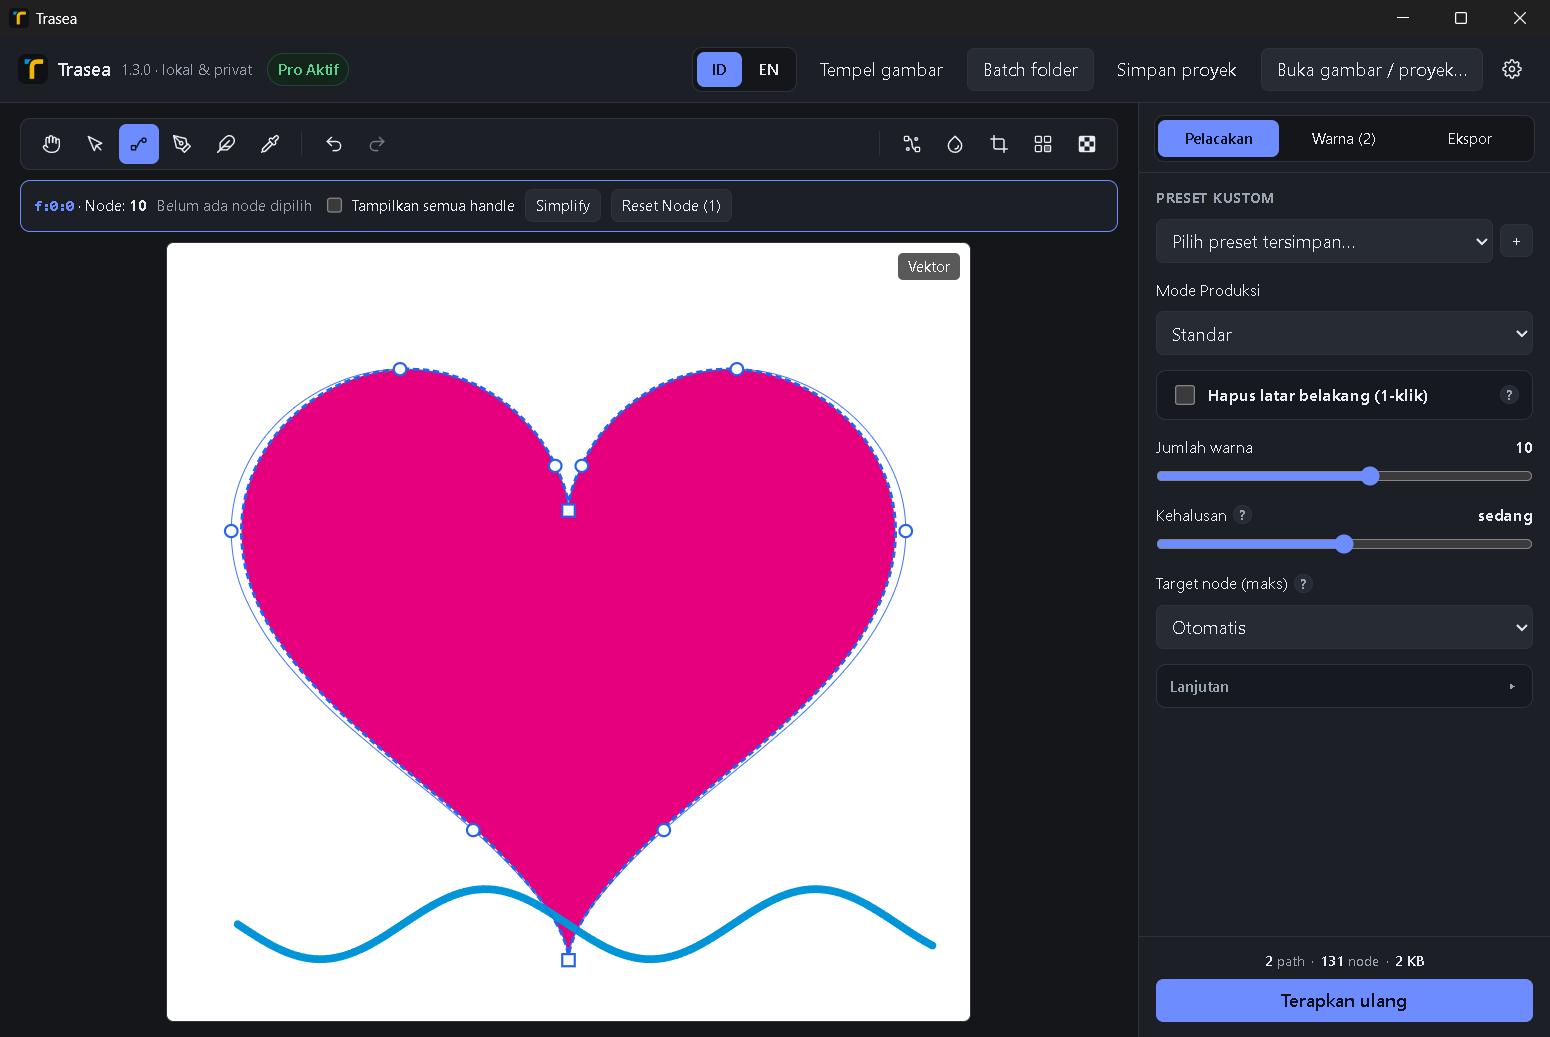 Trasea
Trasea 1.3.0 · lokal & privat Pro Aktif ID EN Tempel gambar Batch folder Simpan proyek Buka gambar / proyek...
Pelacakan Warna (2) Ekspor
f:0:0 · Node: 10 Belum ada node dipilih Tampilkan semua handle Simplify Reset Node (1)
Vektor
PRESET KUSTOM
Pilih preset tersimpan... +
Mode Produksi
Standar
Hapus latar belakang (1-klik) ?
Jumlah warna 10
Kehalusan ? sedang
Target node (maks) ?
Otomatis
Lanjutan
2 path · 131 node · 2 KB
Terapkan ulang